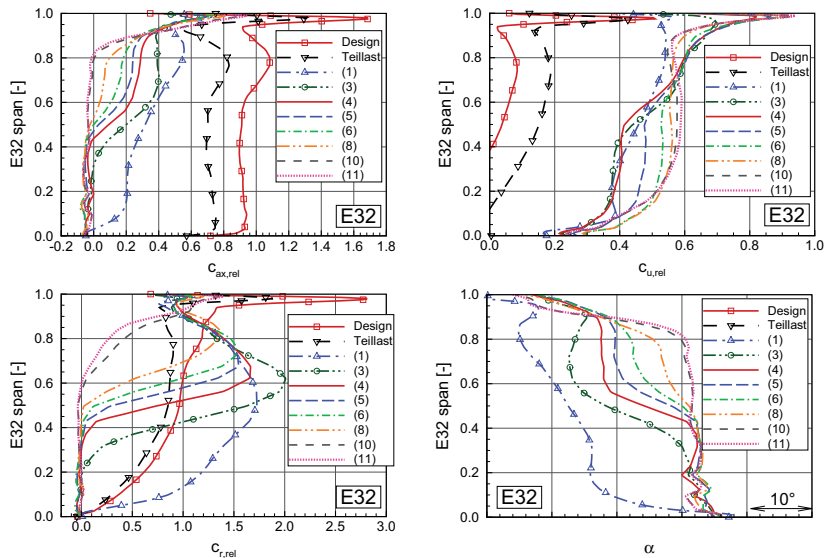 1.0
0.8
0.6
0.4
0.2
0.0
E32 span [-]
-0.2 0.0 0.2 0.4 0.6 0.8 1.0 1.2 1.4 1.6 1.8
c_ax,rel
Design
Teillast
(1)
(3)
(4)
(5)
(6)
(8)
(10)
(11)
E32
1.0
0.8
0.6
0.4
0.2
0.0
E32 span [-]
0.0 0.2 0.4 0.6 0.8 1.0
c_u,rel
Design
Teillast
(1)
(3)
(4)
(5)
(6)
(8)
(10)
(11)
E32
1.0
0.8
0.6
0.4
0.2
0.0
E32 span [-]
0.0 0.5 1.0 1.5 2.0 2.5 3.0
c_r,rel
Design
Teillast
(1)
(3)
(4)
(5)
(6)
(8)
(10)
(11)
E32
1.0
0.8
0.6
0.4
0.2
0.0
E32 span [-]
α
Design
Teillast
(1)
(3)
(4)
(5)
(6)
(8)
(10)
(11)
E32
10°